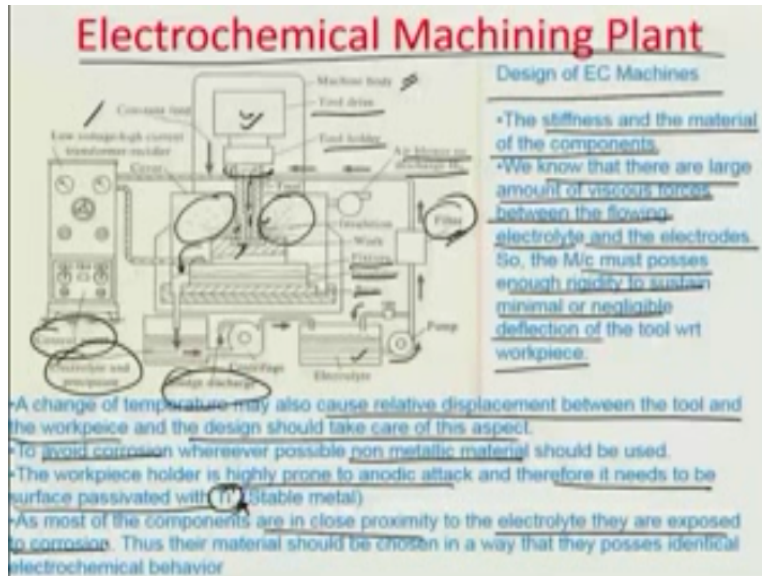 Electrochemical Machining Plant
Machine body
Tool drive
Constant feed
Tool holder
Low voltage-high current
transformer rectifier
Cover
Tool
Filter
Insulation
Work
Fixture
Pump
Centrifuge
Sludge discharge
Electrolyte
Electrolyte and
precipitate
Design of EC Machines
•The stiffness and the material
of the components.
•We know that there are large
amount of viscous forces
between the flowing
electrolyte and the electrodes.
So, the M/c must posses
enough rigidity to sustain
minimal or negligible
deflection of the tool wrt
workpiece.
•A change of temperature may also cause relative displacement between the tool and
the workpeice and the design should take care of this aspect.
•To avoid corrosion whereever possible non metallic material should be used.
•The workpiece holder is highly prone to anodic attack and therefore it needs to be
surface passivated with (Stable metal)
•As most of the components are in close proximity to the electrolyte they are exposed
to corrosion. Thus their material should be chosen in a way that they posses identical
electrochemical behavior